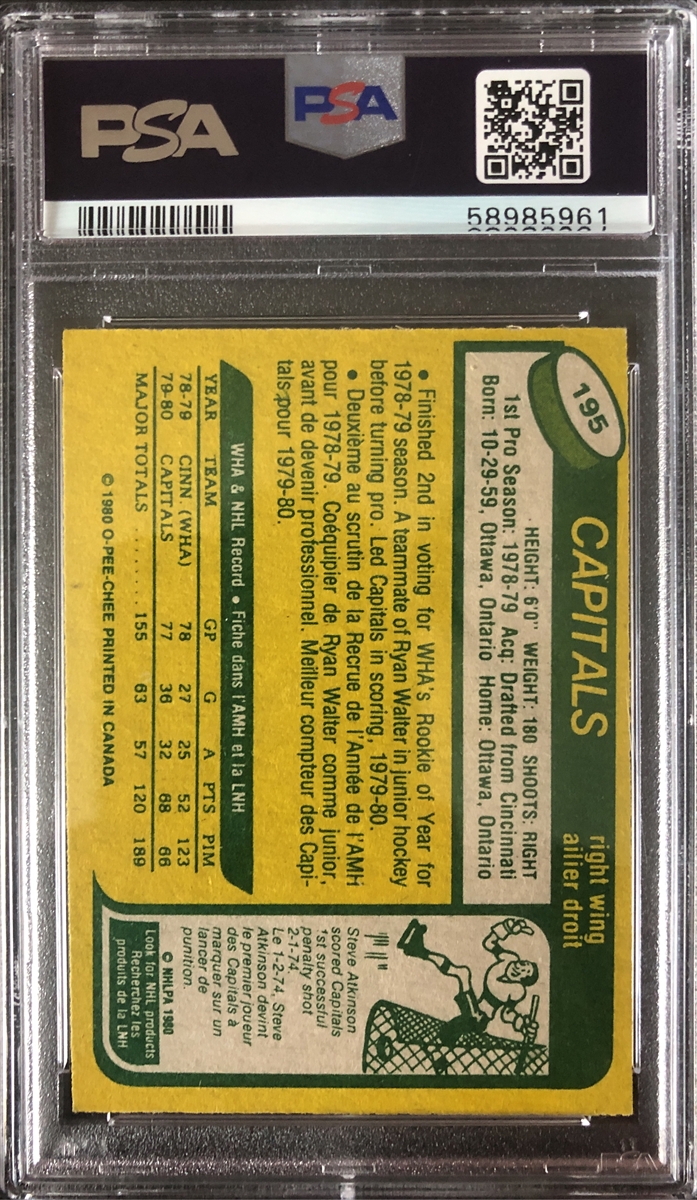 PSA
PSA
58985961
195
CAPITALS
right wing
ailier droit
HEIGHT: 6'0" WEIGHT: 180 SHOOTS: RIGHT
1st Pro Season: 1978-79 Acq: Drafted from Cincinnati
Born: 10-29-59, Ottawa, Ontario Home: Ottawa, Ontario
• Finished 2nd in voting for WHA's Rookie of Year for
1978-79 season. A teammate of Ryan Walter in junior hockey
before turning pro. Led Capitals in scoring, 1979-80.
• Deuxième au scrutin de la Recrue de l'Année de l'AMH
pour 1978-79. Coéquipier de Ryan Walter comme junior,
avant de devenir professionnel. Meilleur compteur des Capi-
tals pour 1979-80.
WHA & NHL Record • Fiche dans l'AMH et la LNH
YEAR TEAM GP G A PTS PIM
78-79 CINN (WHA) 78 27 25 52 123
79-80 CAPITALS 77 36 32 68 66
MAJOR TOTALS ........ 155 63 57 120 189
© 1980 O-PEE-CHEE PRINTED IN CANADA
Steve Atkinson
scored Capitals
1st successful
penalty shot
2-1-74.
Le 1-2-74, Steve
Atkinson devint
le premier joueur
des Capitals à
marquer sur un
lancer de
punition.
© NHLPA 1980
Look for NHL products
Recherchez les
produits de la LNH
PSA